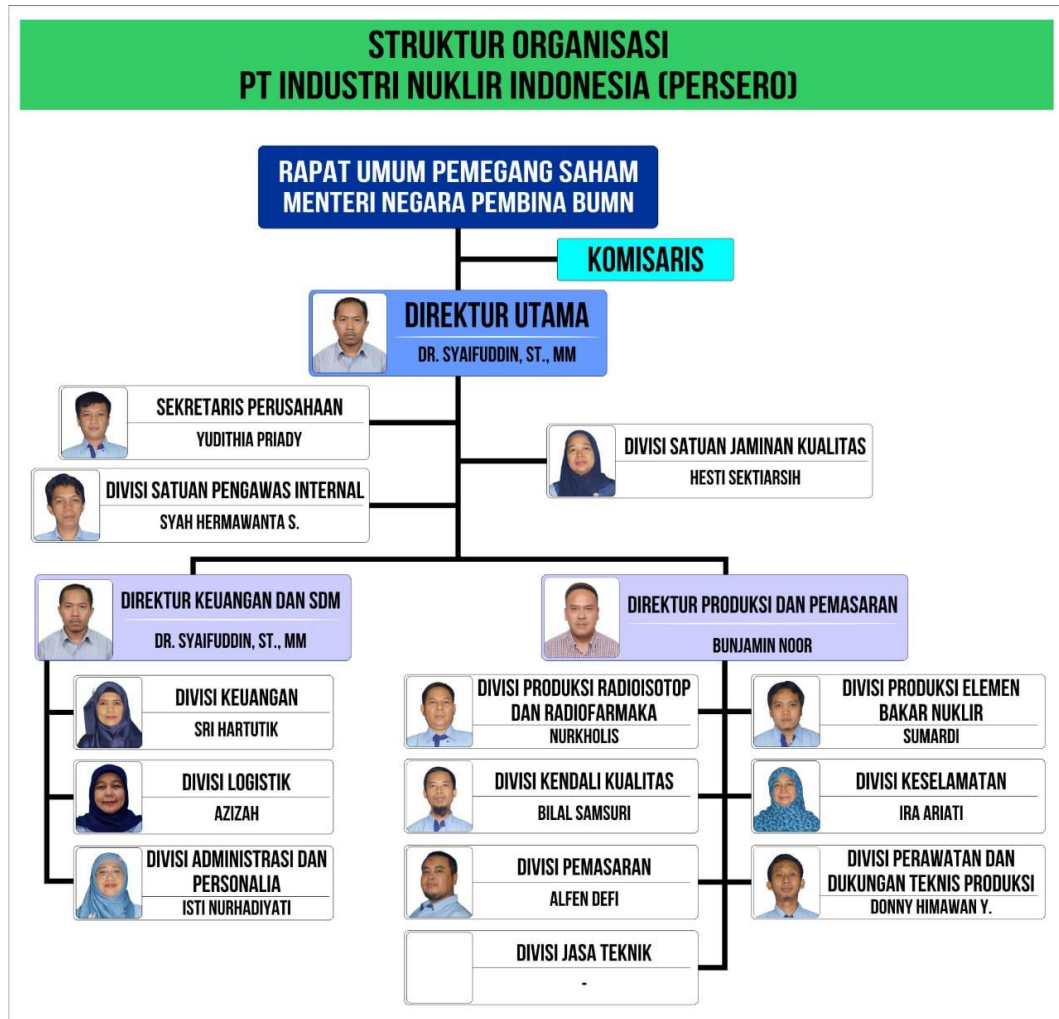 STRUKTUR ORGANISASI
PT INDUSTRI NUKLIR INDONESIA (PERSERO)
RAPAT UMUM PEMEGANG SAHAM
MENTERI NEGARA PEMBINA BUMN
KOMISARIS
DIREKTUR UTAMA
DR. SYAIFUDDIN, ST., MM
SEKRETARIS PERUSAHAAN
YUDITHIA PRIADY
DIVISI SATUAN JAMINAN KUALITAS
HESTI SEKTIARSIH
DIVISI SATUAN PENGAWAS INTERNAL
SYAH HERMAWANTA S.
DIREKTUR KEUANGAN DAN SDM
DR. SYAIFUDDIN, ST., MM
DIVISI KEUANGAN
SRI HARTUTIK
DIVISI LOGISTIK
AZIZAH
DIVISI ADMINISTRASI DAN
PERSONALIA
ISTI NURHADIYATI
DIREKTUR PRODUKSI DAN PEMASARAN
BUNJAMIN NOOR
DIVISI PRODUKSI RADIOISOTOP
DAN RADIOFARMAKA
NURKHOLIS
DIVISI PRODUKSI ELEMEN
BAKAR NUKLIR
SUMARDI
DIVISI KENDALI KUALITAS
BILAL SAMSURI
DIVISI KESELAMATAN
IRA ARIATI
DIVISI PEMASARAN
ALFEN DEFI
DIVISI PERAWATAN DAN
DUKUNGAN TEKNIS PRODUKSI
DONNY HIMAWAN Y.
DIVISI JASA TEKNIK
-